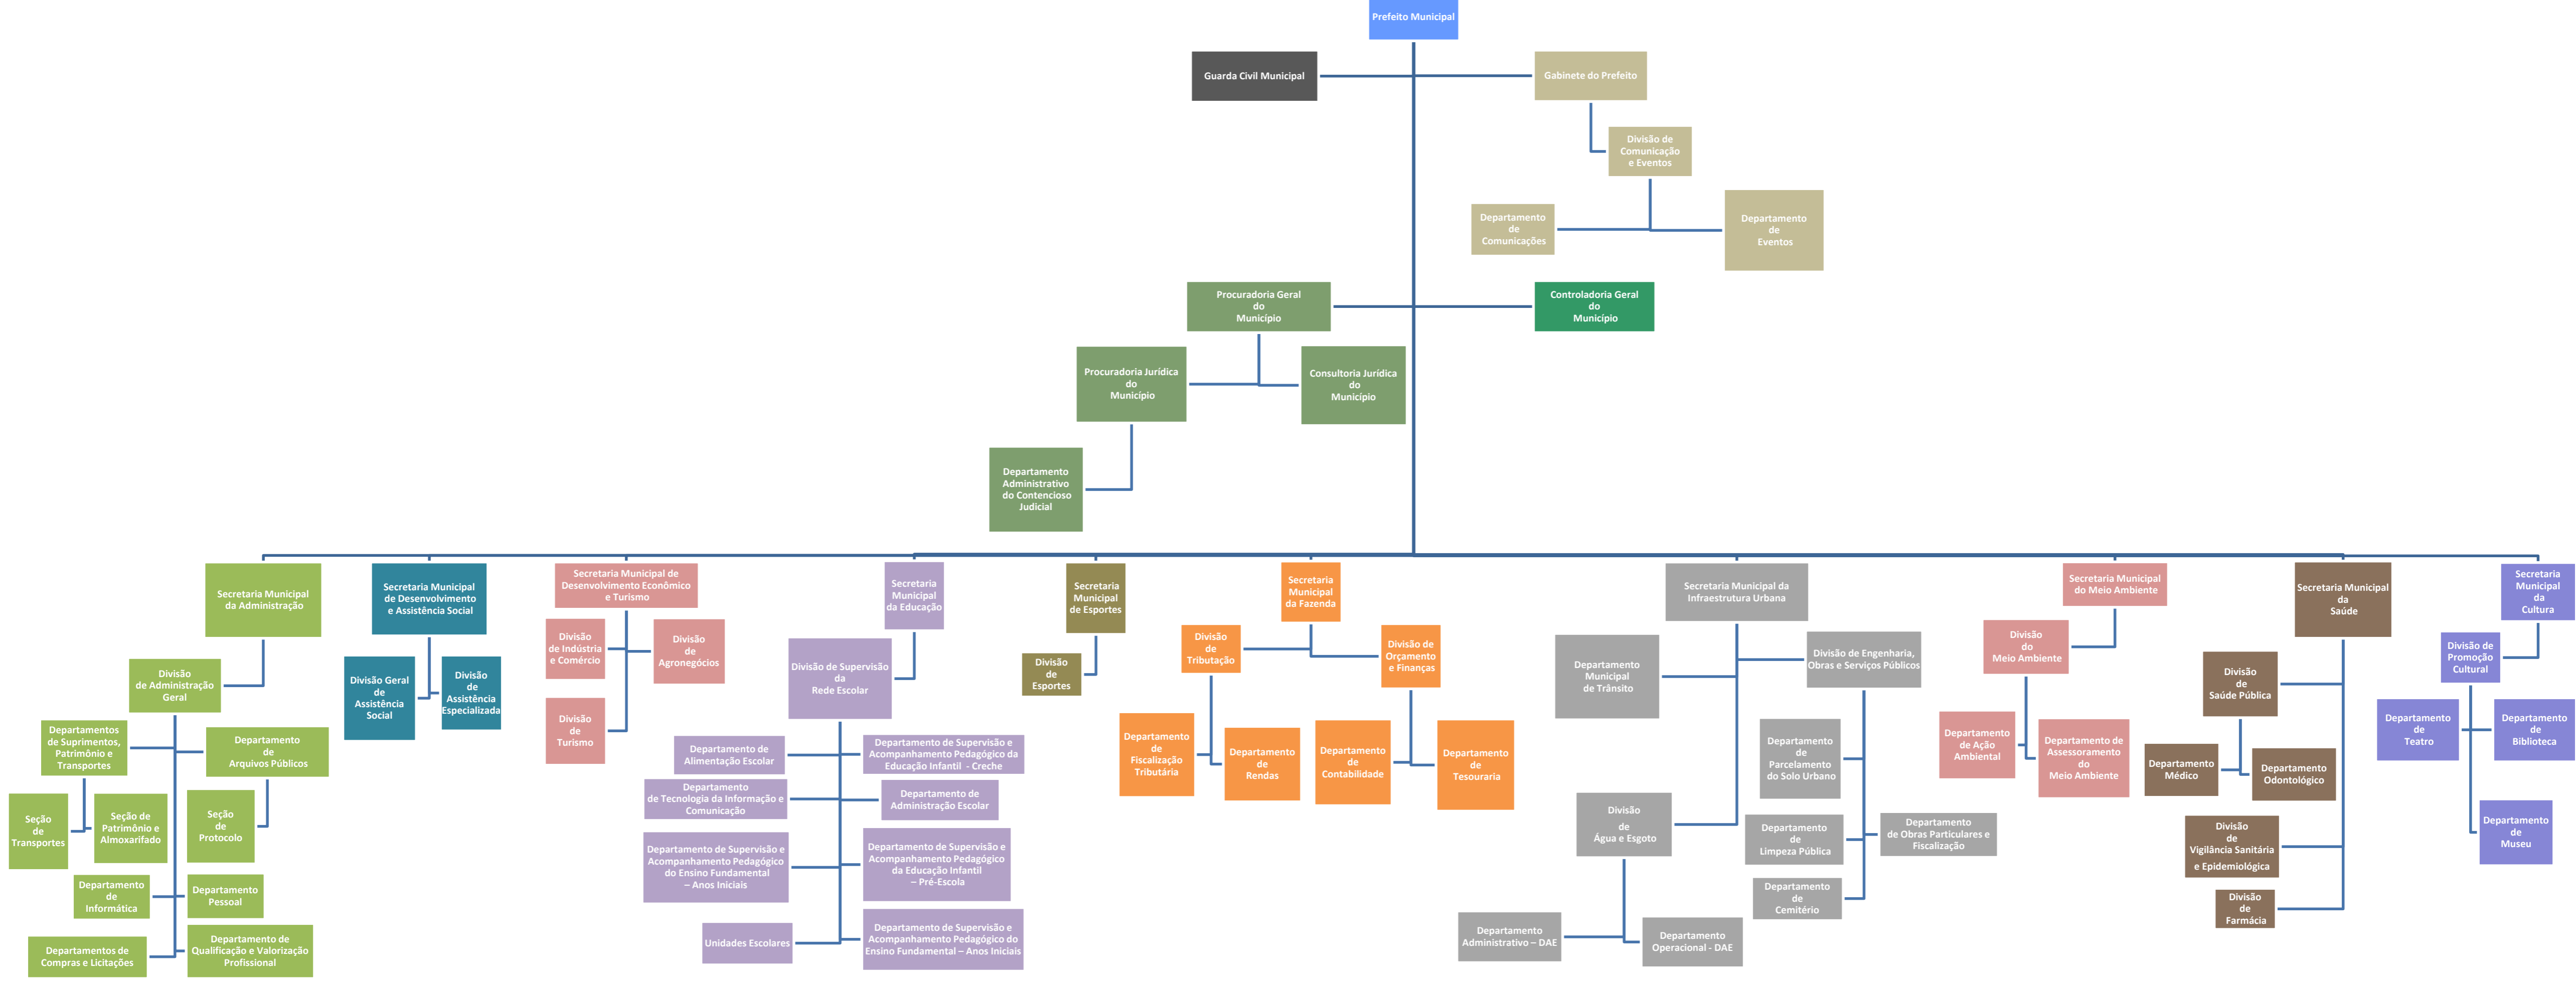 Prefeito Municipal
Guarda Civil Municipal
Gabinete do Prefeito
Divisão de
Comunicação
e Eventos
Departamento
de
Comunicações
Departamento
de
Eventos
Procuradoria Geral
do
Município
Controladoria Geral
do
Município
Procuradoria Jurídica
do
Município
Consultoria Jurídica
do
Município
Departamento
Administrativo
do Contencioso
Judicial
Secretaria Municipal
da Administração
Divisão
de Administração
Geral
Departamentos
de Suprimentos,
Patrimônio e
Transportes
Departamento
de
Arquivos Públicos
Seção
de
Transportes
Seção de
Patrimônio e
Almoxarifado
Seção
de
Protocolo
Departamento
de
Informática
Departamento
Pessoal
Departamentos de
Compras e Licitações
Departamento de
Qualificação e Valorização
Profissional
Secretaria Municipal
de Desenvolvimento
e Assistência Social
Divisão Geral
de
Assistência
Social
Divisão
de
Assistência
Especializada
Secretaria Municipal de
Desenvolvimento Econômico
e Turismo
Divisão
de Indústria
e Comércio
Divisão
de
Agronegócios
Divisão
de
Turismo
Secretaria
Municipal
da Educação
Divisão de Supervisão
da
Rede Escolar
Departamento de
Alimentação Escolar
Departamento de Supervisão e
Acompanhamento Pedagógico da
Educação Infantil - Creche
Departamento
de Tecnologia da Informação e
Comunicação
Departamento de
Administração Escolar
Departamento de Supervisão e
Acompanhamento Pedagógico
do Ensino Fundamental
– Anos Iniciais
Departamento de Supervisão e
Acompanhamento Pedagógico
da Educação Infantil
– Pré-Escola
Unidades Escolares
Departamento de Supervisão e
Acompanhamento Pedagógico do
Ensino Fundamental – Anos Iniciais
Secretaria
Municipal
de Esportes
Divisão
de
Esportes
Secretaria
Municipal
da Fazenda
Divisão
de
Tributação
Divisão de
Orçamento
e Finanças
Departamento
de
Fiscalização
Tributária
Departamento
de
Rendas
Departamento
de
Contabilidade
Departamento
de
Tesouraria
Secretaria Municipal da
Infraestrutura Urbana
Departamento
Municipal
de Trânsito
Divisão de Engenharia,
Obras e Serviços Públicos
Departamento
de
Parcelamento
do Solo Urbano
Divisão
de
Água e Esgoto
Departamento
de
Limpeza Pública
Departamento
de Obras Particulares e
Fiscalização
Departamento
de
Cemitério
Departamento
Administrativo – DAE
Departamento
Operacional - DAE
Secretaria Municipal
do Meio Ambiente
Divisão
do
Meio Ambiente
Departamento
de Ação
Ambiental
Departamento de
Assessoramento
do
Meio Ambiente
Secretaria Municipal
da
Saúde
Divisão
de
Saúde Pública
Departamento
Médico
Departamento
Odontológico
Divisão
de
Vigilância Sanitária
e Epidemiológica
Divisão
de
Farmácia
Secretaria
Municipal
da
Cultura
Divisão de
Promoção
Cultural
Departamento
de
Teatro
Departamento
de
Biblioteca
Departamento
de
Museu